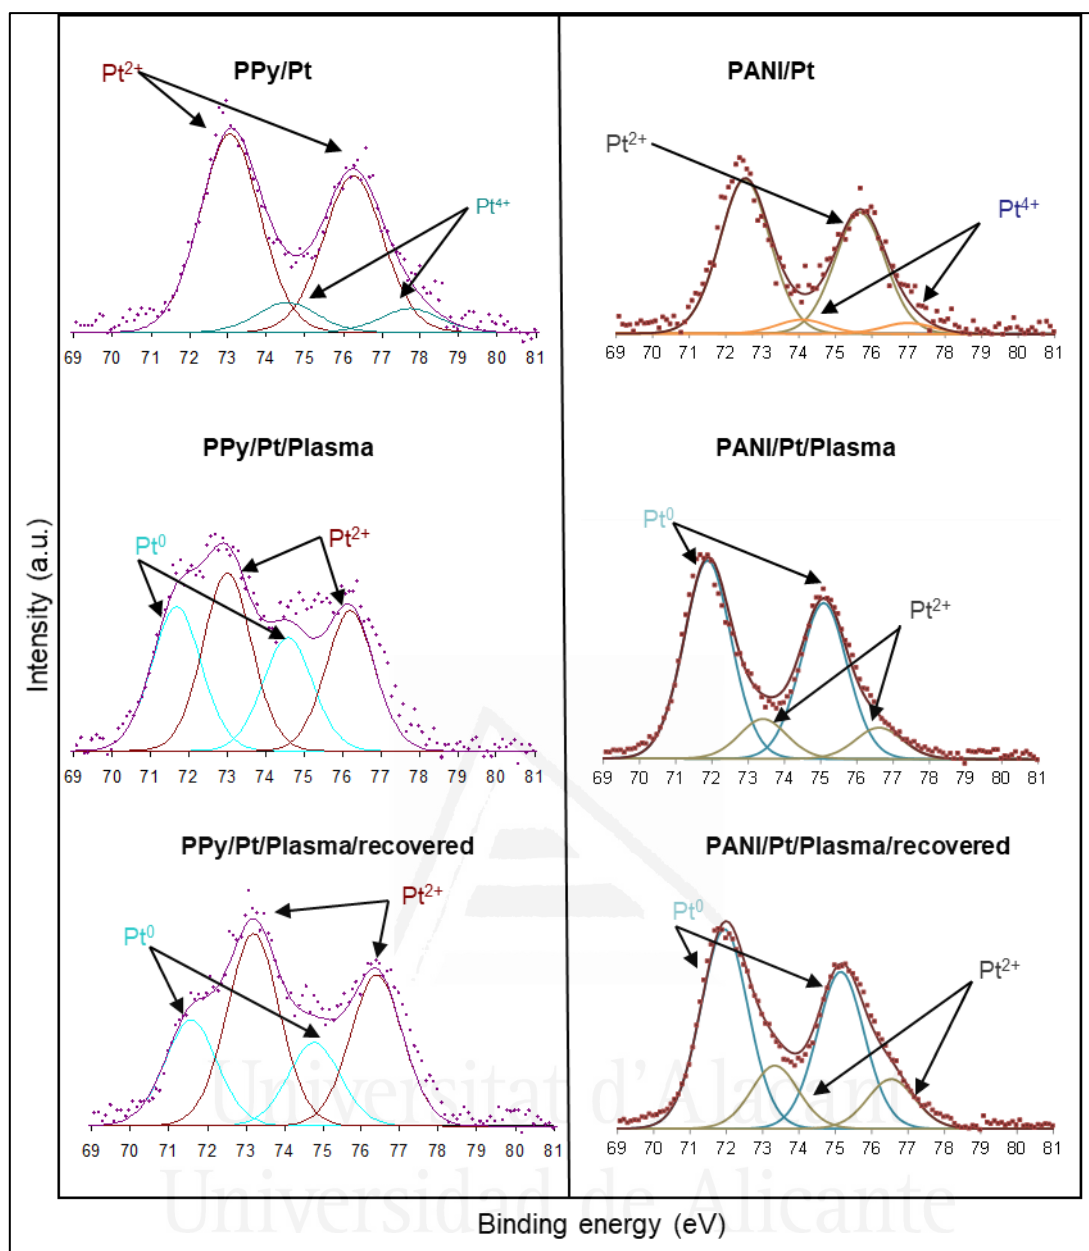 PPy/Pt
Pt²⁺
Pt⁴⁺
69 70 71 72 73 74 75 76 77 78 79 80 81
PANI/Pt
Pt²⁺
Pt⁴⁺
69 70 71 72 73 74 75 76 77 78 79 80 81
PPy/Pt/Plasma
Pt⁰
Pt²⁺
69 70 71 72 73 74 75 76 77 78 79 80 81
PANI/Pt/Plasma
Pt⁰
Pt²⁺
69 70 71 72 73 74 75 76 77 78 79 80 81
PPy/Pt/Plasma/recovered
Pt²⁺
Pt⁰
69 70 71 72 73 74 75 76 77 78 79 80 81
PANI/Pt/Plasma/recovered
Pt⁰
Pt²⁺
69 70 71 72 73 74 75 76 77 78 79 80 81
Intensity (a.u.)
Binding energy (eV)
Universitat d'Alacant
Universidad de Alicante